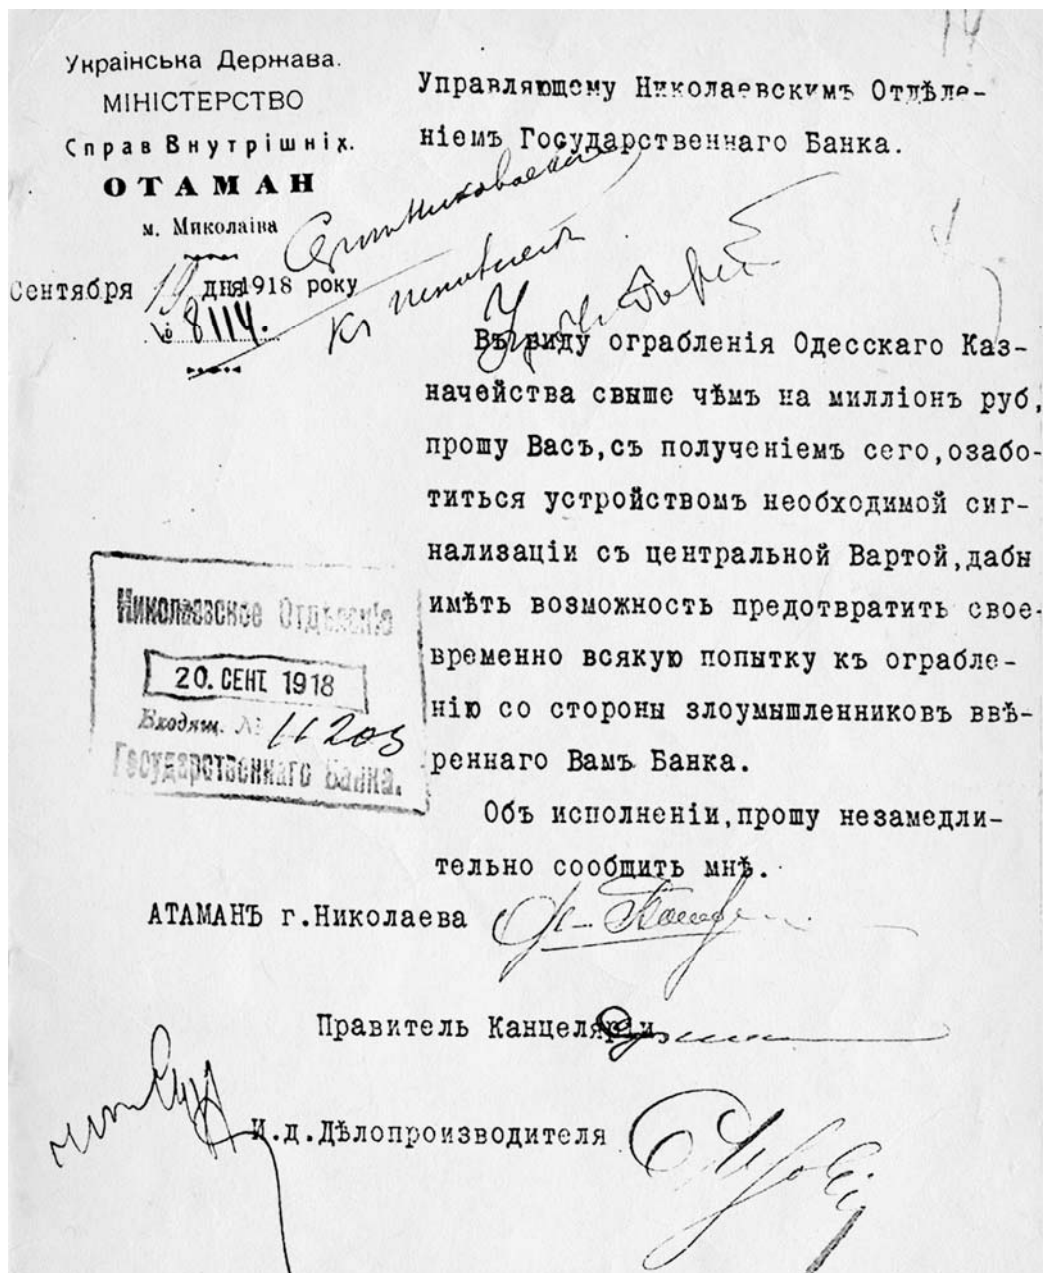 Українська Держава.
МІНІСТЕРСТВО
Справ Внутрішніх.
ОТАМАН
м. Миколаіва
Сентября 19 дня 1918 року
№ 8114.
Управляющему Николаевскимъ Отдѣле-
ніемъ Государственнаго Банка.
Въ виду ограбленія Одесскаго Каз-
начейства свыше чѣмъ на милліонъ руб,
прошу Васъ,съ полученіемъ сего,озабо-
титься устройствомъ необходимой сиг-
нализаціи съ центральной Вартой,дабы
имѣть возможность предотвратить свое-
временно всякую попытку къ ограбле-
нію со стороны злоумышленниковъ ввѣ-
реннаго Вамъ Банка.
Объ исполненіи,прошу незамедли-
тельно сообщить мнѣ.
Николаевское Отдѣленіе
20. СЕНТ 1918
Входящ. № 11203
Государственнаго Банка.
АТАМАНЪ г.Николаева
Правитель Канцеляріи
И.д.Дѣлопроизводителя